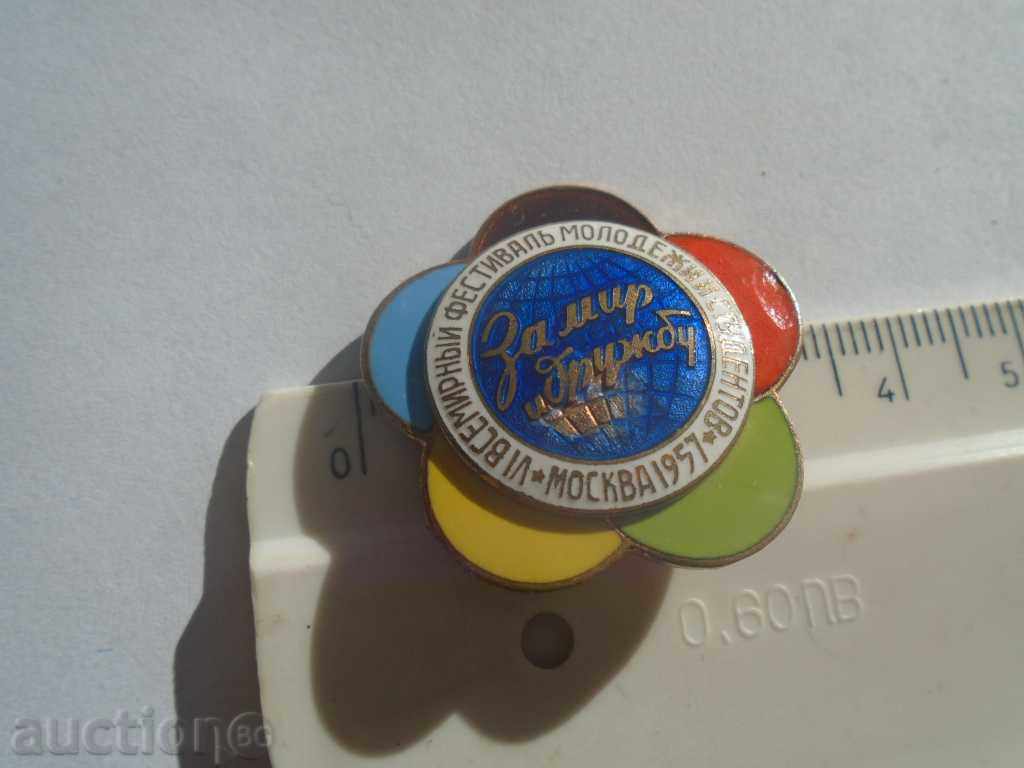 VI ВСЕМИРНЫЙ ФЕСТИВАЛЬ МОЛОДЕЖИ И СТУДЕНТОВ
★ МОСКВА 1957 ★
За мир
и дружбу
0 4 5
0.60ЛВ
auction BG